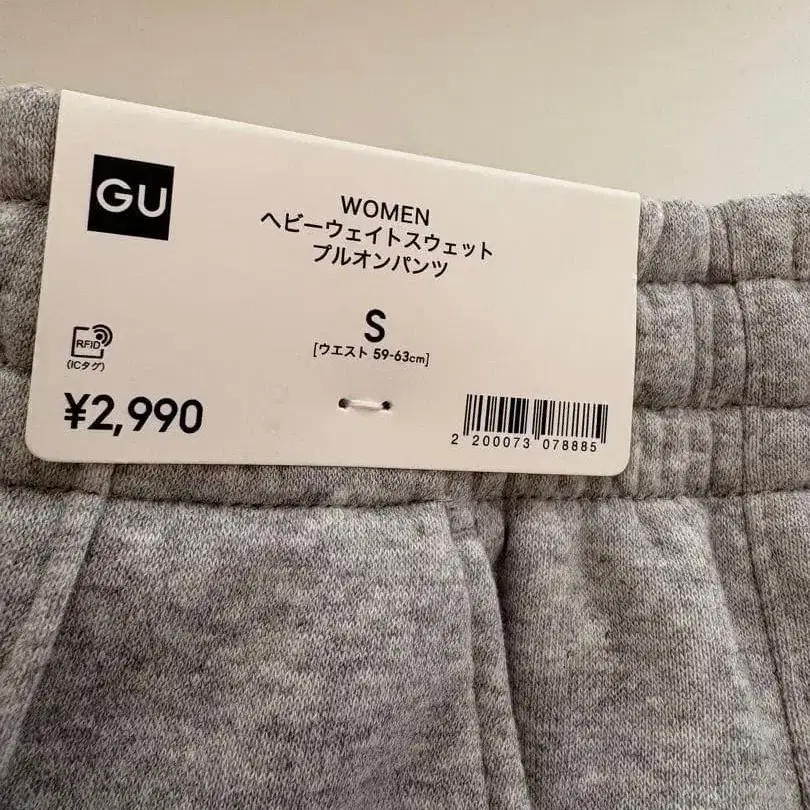 GU
WOMEN
ヘビーウェイトスウェット
プルオンパンツ
S
[ウエスト 59-63cm]
RFID
(ICタグ)
¥2,990
2 200073 078885